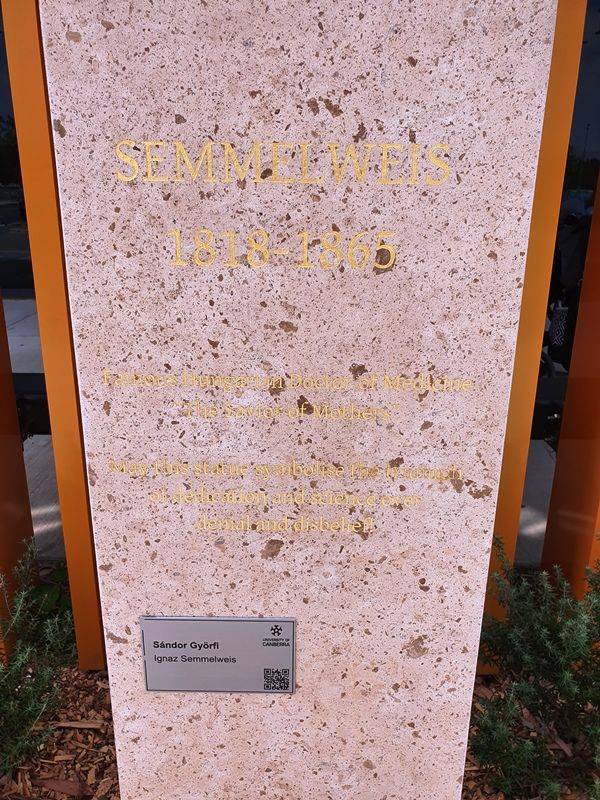 SEMMELWEIS
1818-1865
Famous Hungarian Doctor of Medicine
"The Savior of Mothers"
May this statue symbolise the triumph
of dedication and science over
denial and disbelief!
Sándor Györfi
Ignaz Semmelweis
UNIVERSITY OF
CANBERRA